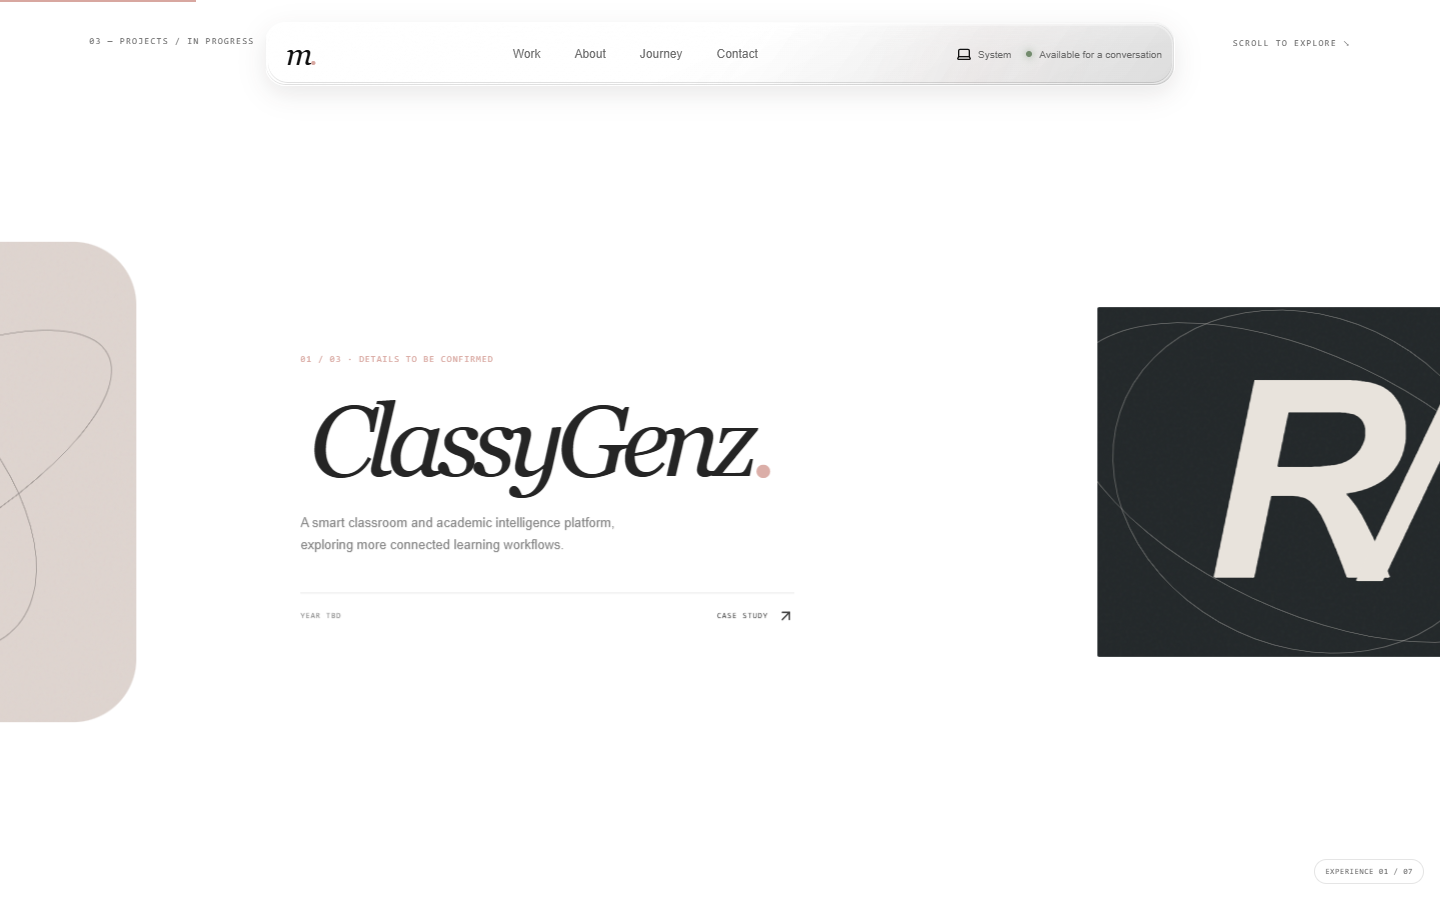 03 — PROJECTS / IN PROGRESS
m.
Work
About
Journey
Contact
System
Available for a conversation
SCROLL TO EXPLORE ↘
01 / 03 · DETAILS TO BE CONFIRMED
ClassyGenz.
A smart classroom and academic intelligence platform,
exploring more connected learning workflows.
YEAR TBD
CASE STUDY
EXPERIENCE 01 / 07